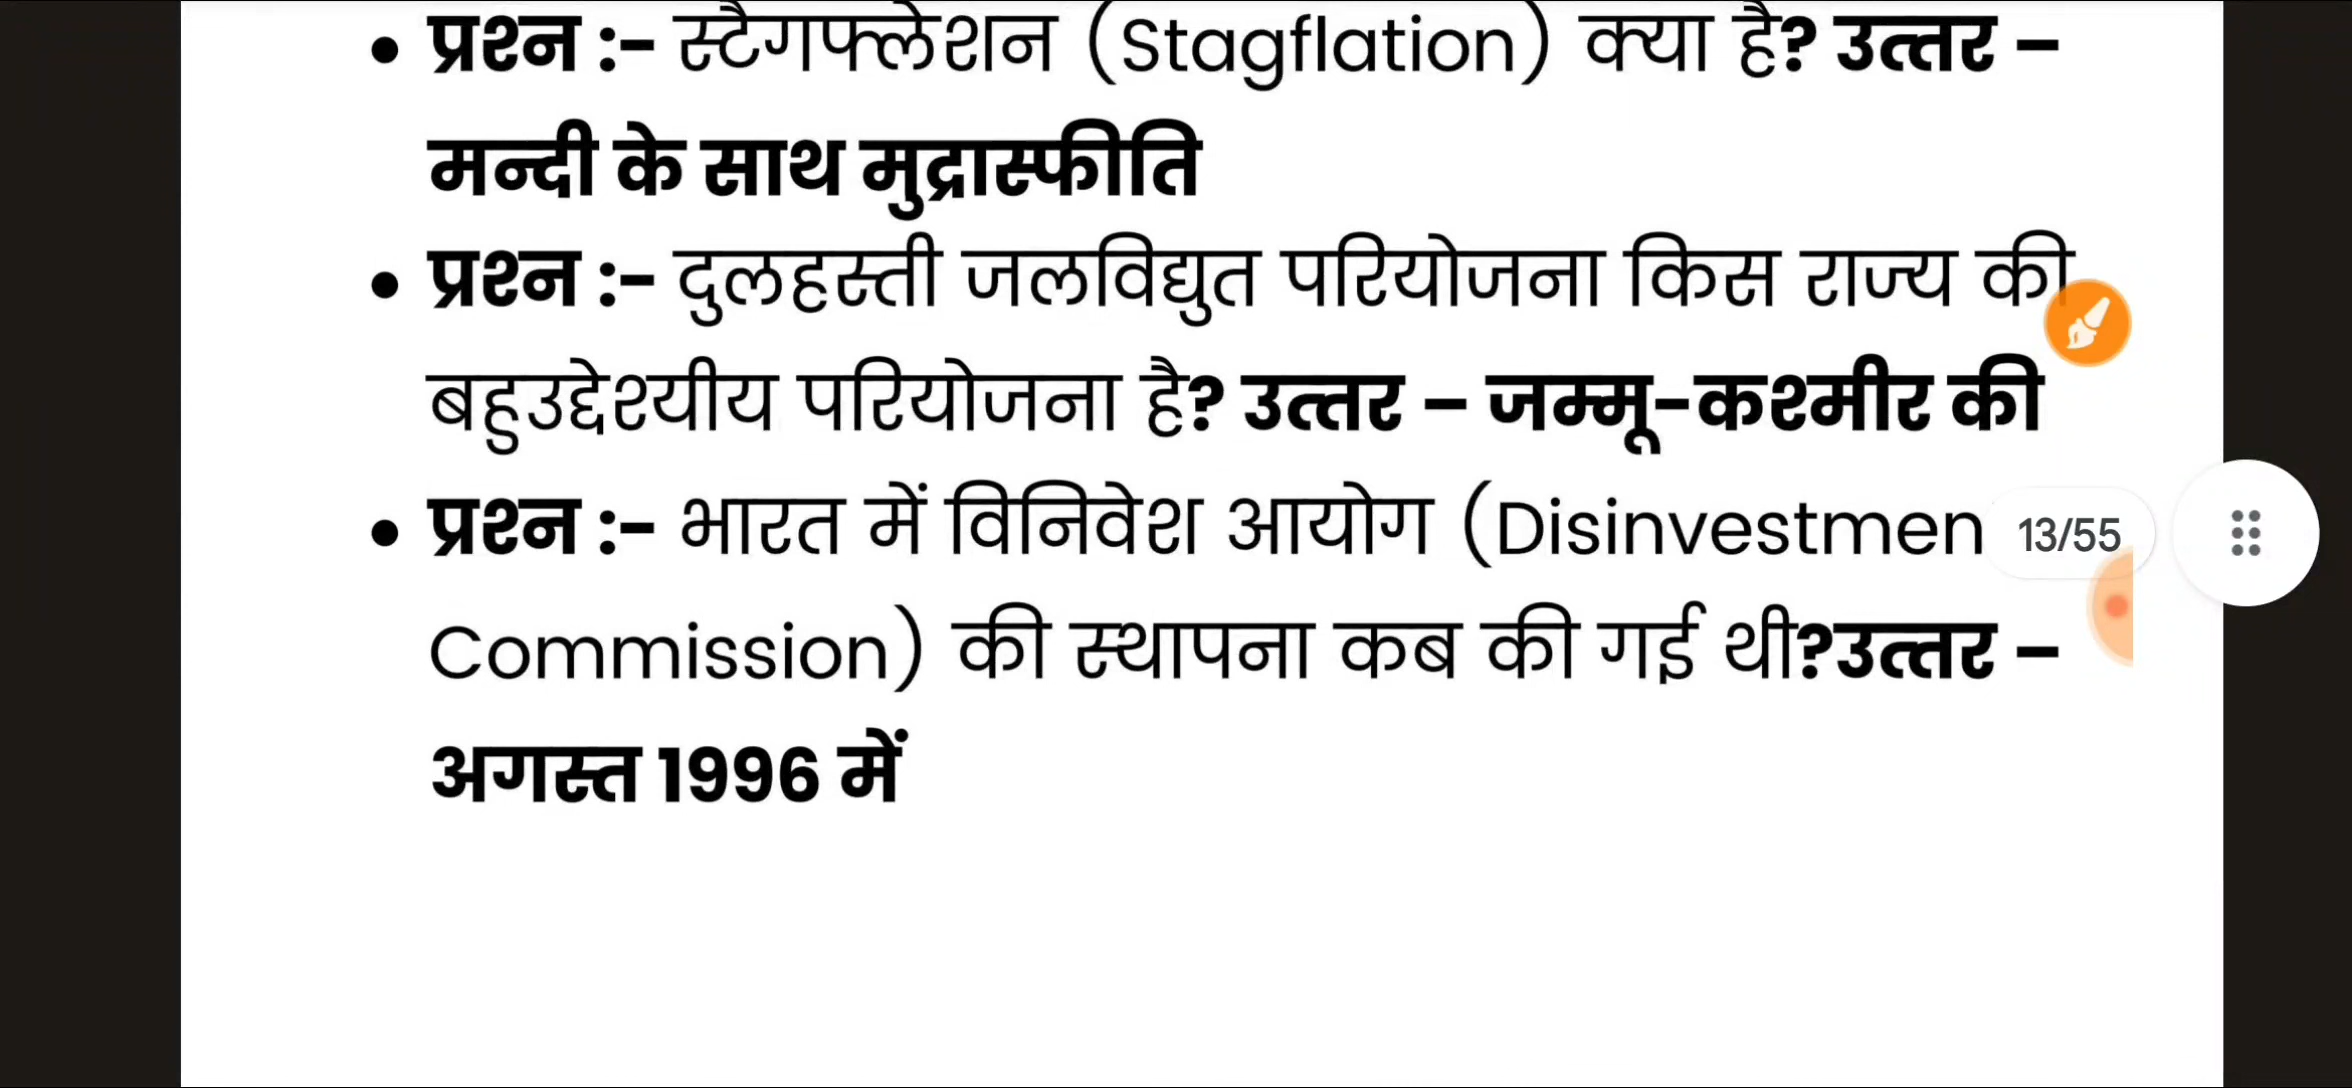 • प्रश्न :- स्टैगफ्लेशन (Stagflation) क्या है? उत्तर –
मन्दी के साथ मुद्रास्फीति
• प्रश्न :- दुलहस्ती जलविद्युत परियोजना किस राज्य की
बहुउद्देश्यीय परियोजना है? उत्तर – जम्मू-कश्मीर की
• प्रश्न :- भारत में विनिवेश आयोग (Disinvestmen
13/55
Commission) की स्थापना कब की गई थी?उत्तर –
अगस्त 1996 में